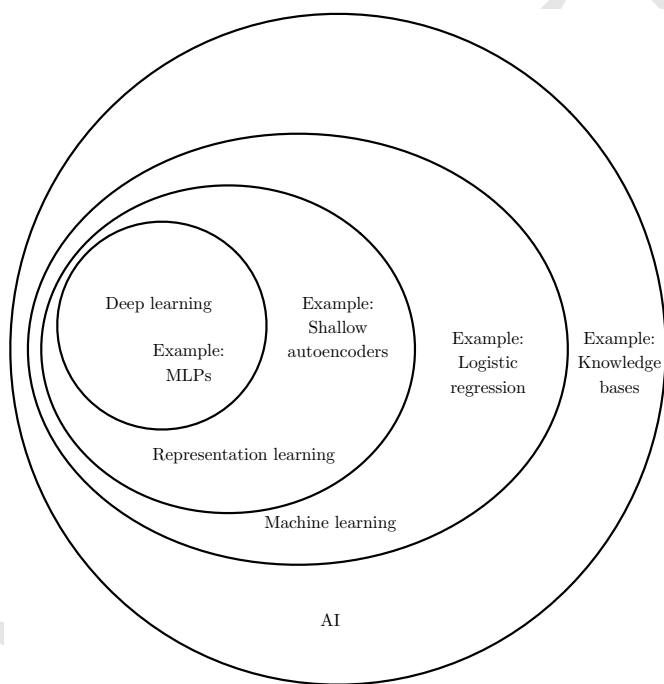 Deep learning
Example:
MLPs
Example:
Shallow
autoencoders
Example:
Logistic
regression
Example:
Knowledge
bases
Representation learning
Machine learning
AI